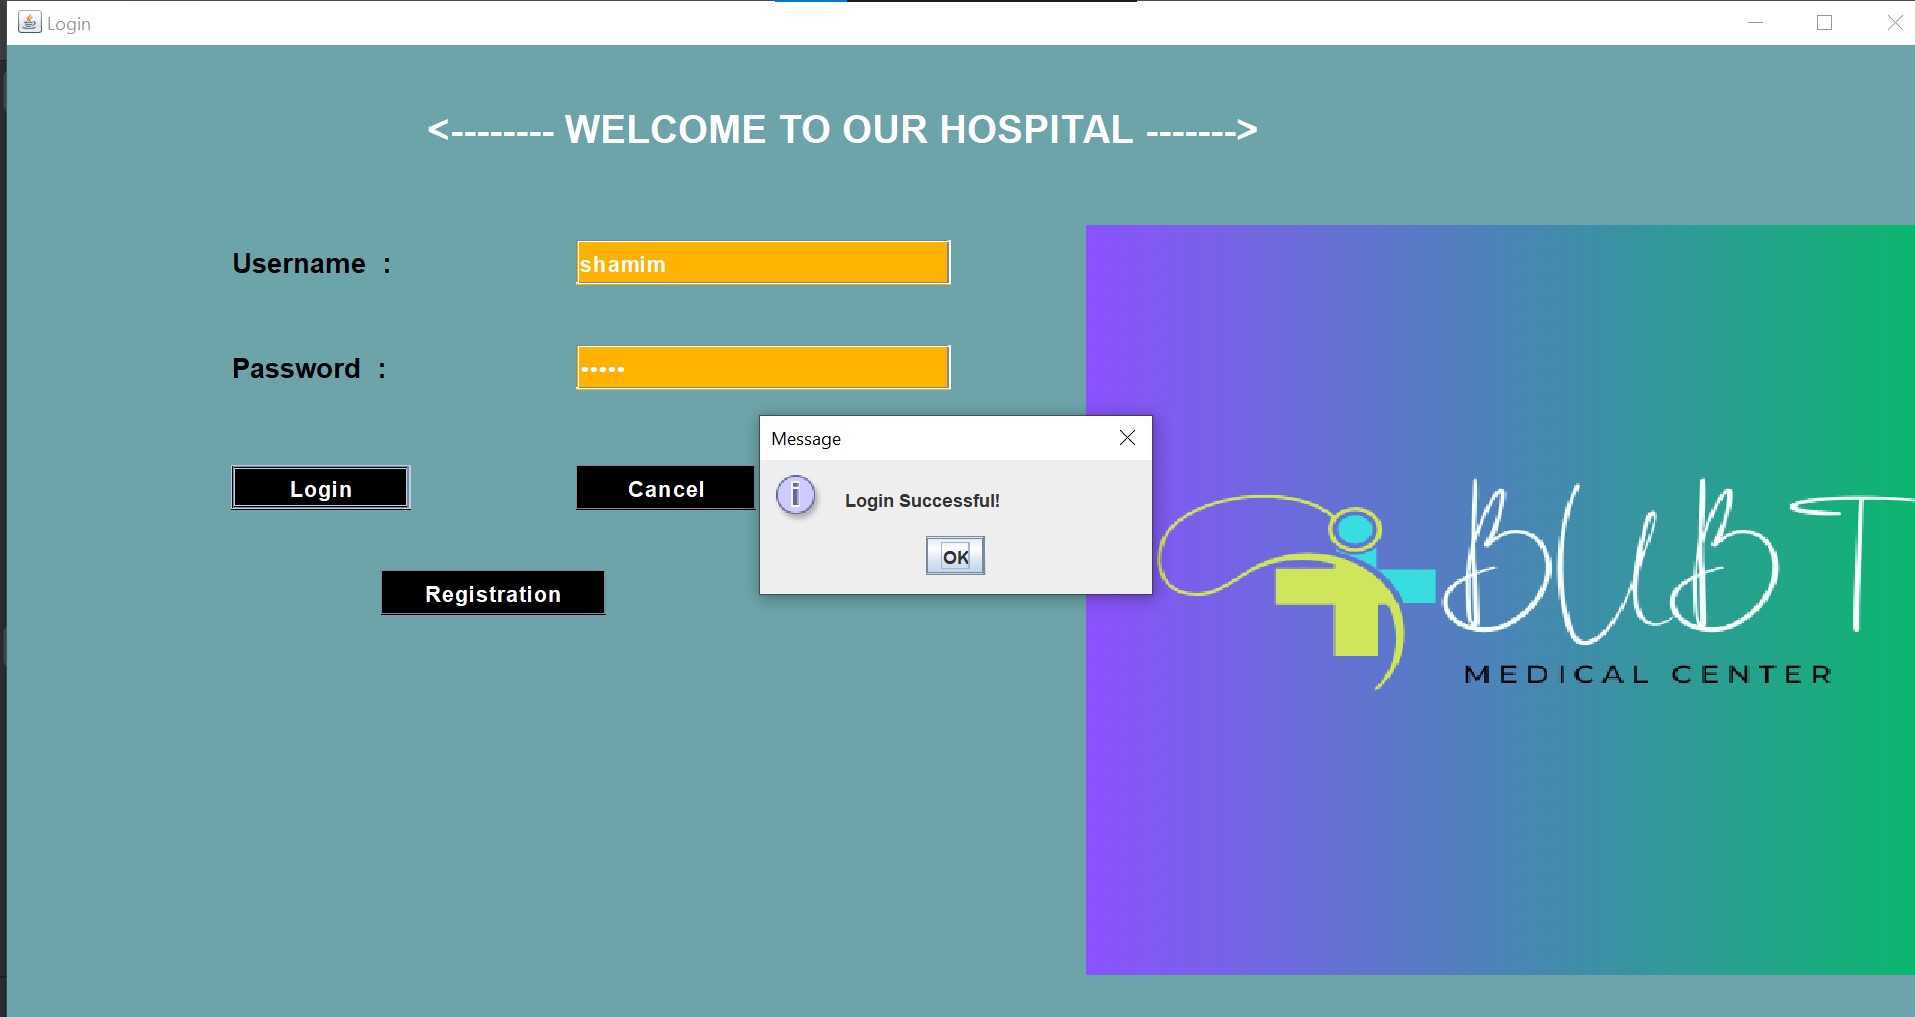 Login
<-------- WELCOME TO OUR HOSPITAL ------->
Username  :
shamim
Password  :
•••••
Message
Login Successful!
OK
Login
Cancel
Registration
BUBT
MEDICAL CENTER